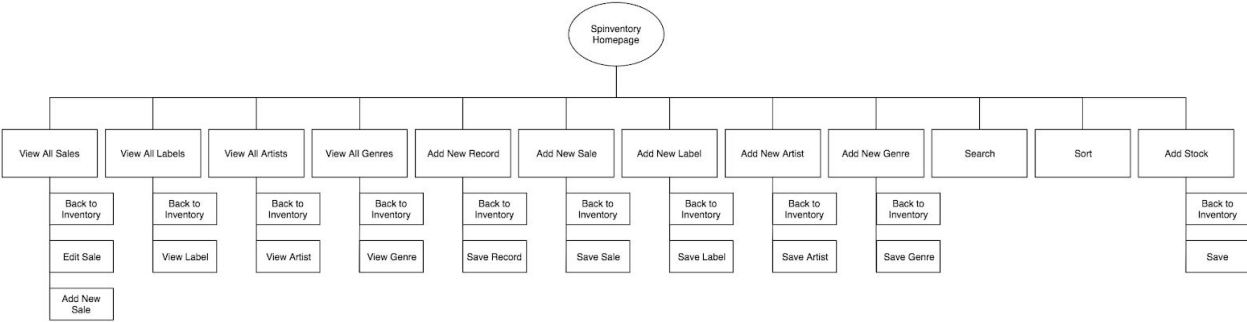 Spinventory
Homepage
View All Sales
View All Labels
View All Artists
View All Genres
Add New Record
Add New Sale
Add New Label
Add New Artist
Add New Genre
Search
Sort
Add Stock
Back to
Inventory
Back to
Inventory
Back to
Inventory
Back to
Inventory
Back to
Inventory
Back to
Inventory
Back to
Inventory
Back to
Inventory
Back to
Inventory
Back to
Inventory
Edit Sale
View Label
View Artist
View Genre
Save Record
Save Sale
Save Label
Save Artist
Save Genre
Save
Add New
Sale